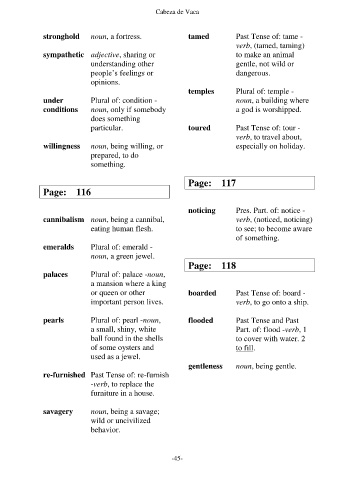 Cabeza de Vaca
stronghold noun, a fortress.
sympathetic adjective, sharing or
understanding other
people's feelings or
opinions.
under Plural of: condition -
conditions noun, only if somebody
does something
particular.
willingness noun, being willing, or
prepared, to do
something.
Page: 116
cannibalism noun, being a cannibal,
eating human flesh.
emeralds Plural of: emerald -
noun, a green jewel.
palaces Plural of: palace -noun,
a mansion where a king
or queen or other
important person lives.
pearls Plural of: pearl -noun,
a small, shiny, white
ball found in the shells
of some oysters and
used as a jewel.
re-furnished Past Tense of: re-furnish
-verb, to replace the
furniture in a house.
savagery noun, being a savage;
wild or uncivilized
behavior.
tamed Past Tense of: tame -
verb, (tamed, taming)
to make an animal
gentle, not wild or
dangerous.
temples Plural of: temple -
noun, a building where
a god is worshipped.
toured Past Tense of: tour -
verb, to travel about,
especially on holiday.
Page: 117
noticing Pres. Part. of: notice -
verb, (noticed, noticing)
to see; to become aware
of something.
Page: 118
boarded Past Tense of: board -
verb, to go onto a ship.
flooded Past Tense and Past
Part. of: flood -verb, 1
to cover with water. 2
to fill.
gentleness noun, being gentle.
-45-